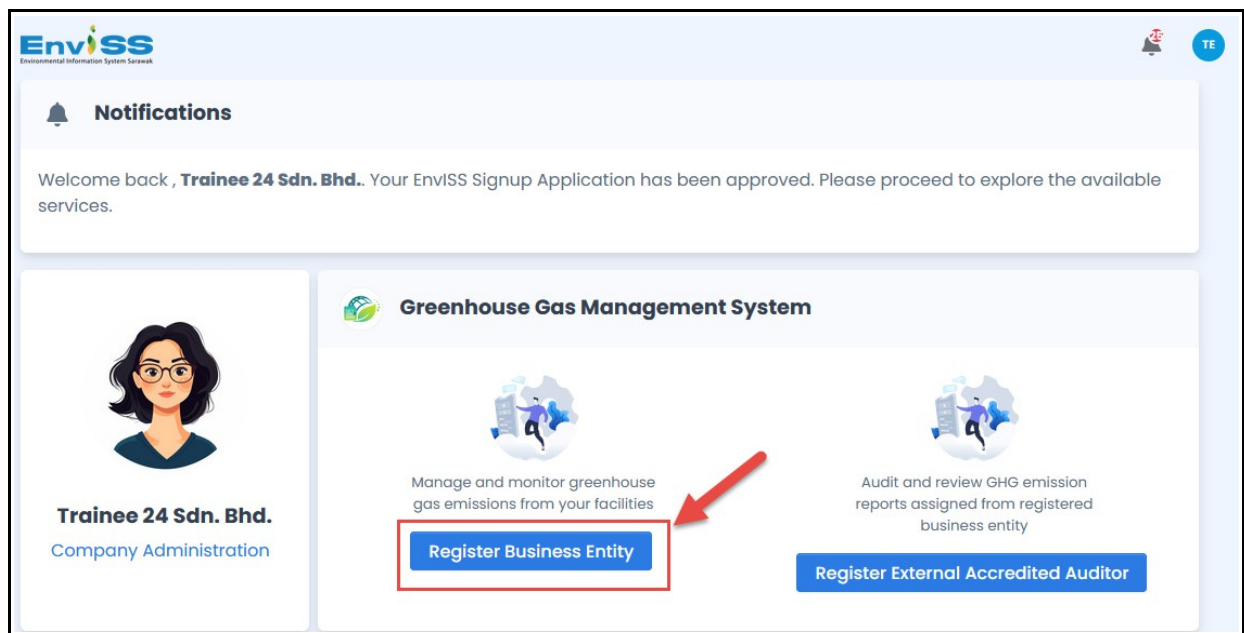 EnvISS
Environmental Information System Sarawak
TE
Notifications
Welcome back , Trainee 24 Sdn. Bhd.. Your EnvISS Signup Application has been approved. Please proceed to explore the available
services.
Greenhouse Gas Management System
Trainee 24 Sdn. Bhd.
Company Administration
Manage and monitor greenhouse
gas emissions from your facilities
Register Business Entity
Audit and review GHG emission
reports assigned from registered
business entity
Register External Accredited Auditor